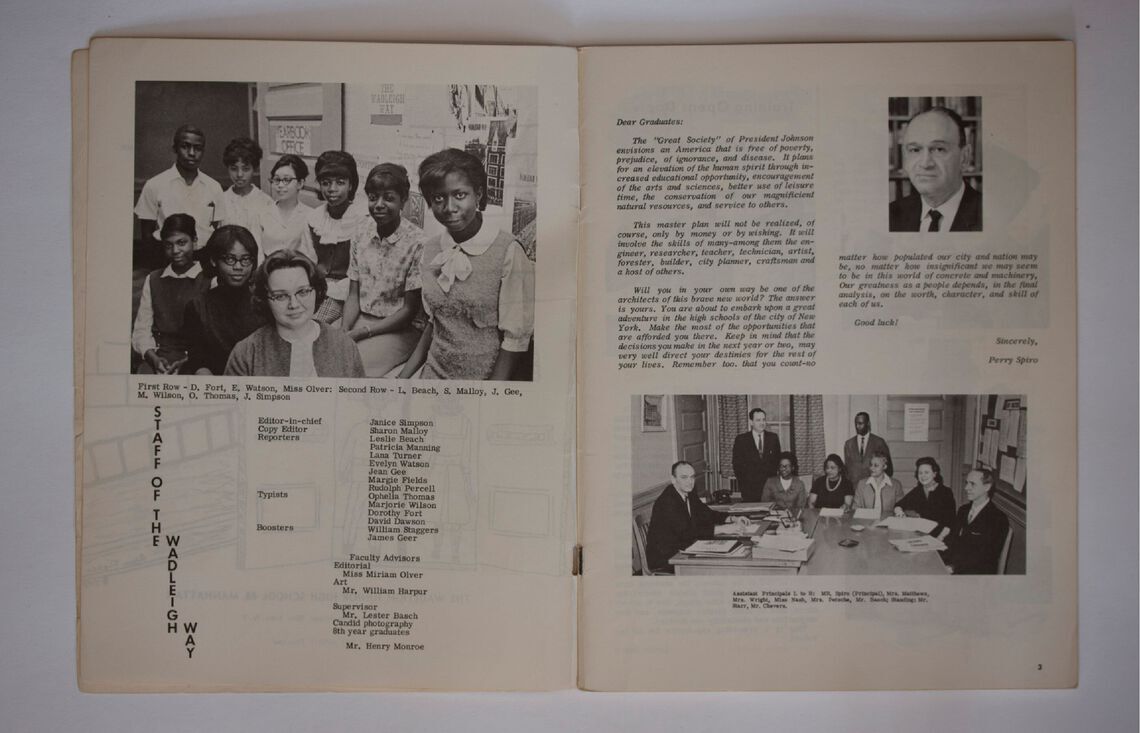 THE
WADLEIGH
WAY
YEARBOOK
OFFICE
First Row - D. Fort, E. Watson, Miss Olver: Second Row - L. Beach, S. Malloy, J. Gee,
M. Wilson, O. Thomas, J. Simpson
STAFF OF THE WADLEIGH WAY
Editor-in-chief Janice Simpson
Copy Editor Sharon Malloy
Reporters Leslie Beach
Patricia Manning
Lana Turner
Evelyn Watson
Jean Gee
Margie Fields
Rudolph Percell
Typists Ophelia Thomas
Marjorie Wilson
Dorothy Fort
David Dawson
Boosters William Staggers
James Geer
Faculty Advisors
Editorial
Miss Miriam Olver
Art
Mr. William Harpur
Supervisor
Mr. Lester Basch
Candid photography
8th year graduates
Mr. Henry Monroe
Dear Graduates:
The "Great Society" of President Johnson
envisions an America that is free of poverty,
prejudice, of ignorance, and disease. It plans
for an elevation of the human spirit through in-
creased educational opportunity, encouragement
of the arts and sciences, better use of leisure
time, the conservation of our magnificient
natural resources, and service to others.
This master plan will not be realized, of
course, only by money or by wishing. It will
involve the skills of many-among them the en-
gineer, researcher, teacher, technician, artist,
forester, builder, city planner, craftsman and
a host of others.
Will you in your own way be one of the
architects of this brave new world? The answer
is yours. You are about to embark upon a great
adventure in the high schools of the city of New
York. Make the most of the opportunities that
are afforded you there. Keep in mind that the
decisions you make in the next year or two, may
very well direct your destinies for the rest of
your lives. Remember too. that you count-no
matter how populated our city and nation may
be, no matter how insignificant we may seem
to be in this world of concrete and machinery,
Our greatness as a people depends, in the final
analysis, on the worth, character, and skill of
each of us.
Good luck!
Sincerely,
Perry Spiro
Assistant Principals L to R: MR. Spiro (Principal), Mrs. Matthews,
Mrs. Wright, Miss Nash, Mrs. Petsche, Mr. Basch; Standing: Mr.
Starr, Mr. Chevers.
3